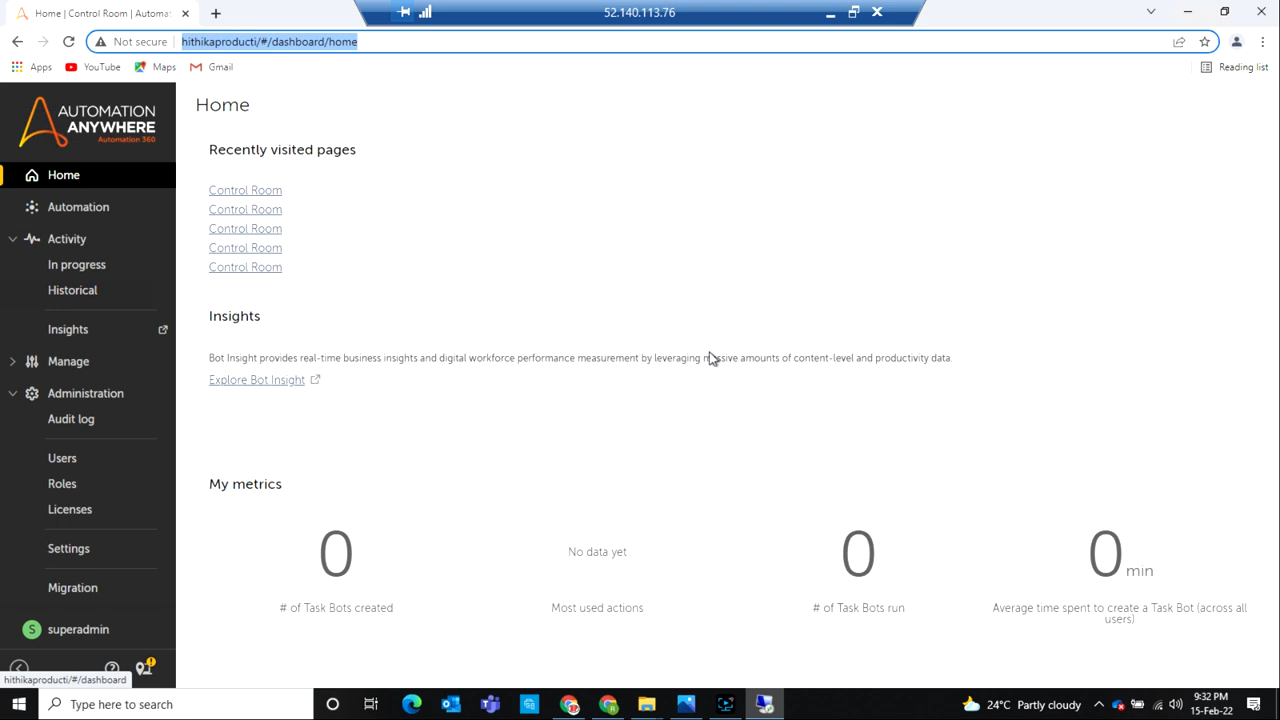 Home | Control Room | Automa
52.140.113.76
Not secure
hithikaproducti/#/dashboard/home
Apps
YouTube
Maps
Gmail
Reading list
AUTOMATION
ANYWHERE
Automation 360
Home
Automation
Activity
In progress
Historical
Insights
Manage
Administration
Audit log
Users
Roles
Licenses
Settings
Migration
S
superadmin
hithikaproducti/#/dashboard
Home
Recently visited pages
Control Room
Control Room
Control Room
Control Room
Control Room
Insights
Bot Insight provides real-time business insights and digital workforce performance measurement by leveraging massive amounts of content-level and productivity data.
Explore Bot Insight
My metrics
0
# of Task Bots created
No data yet
Most used actions
0
# of Task Bots run
0 min
Average time spent to create a Task Bot (across all
users)
Type here to search
24°C Partly cloudy
9:32 PM
15-Feb-22